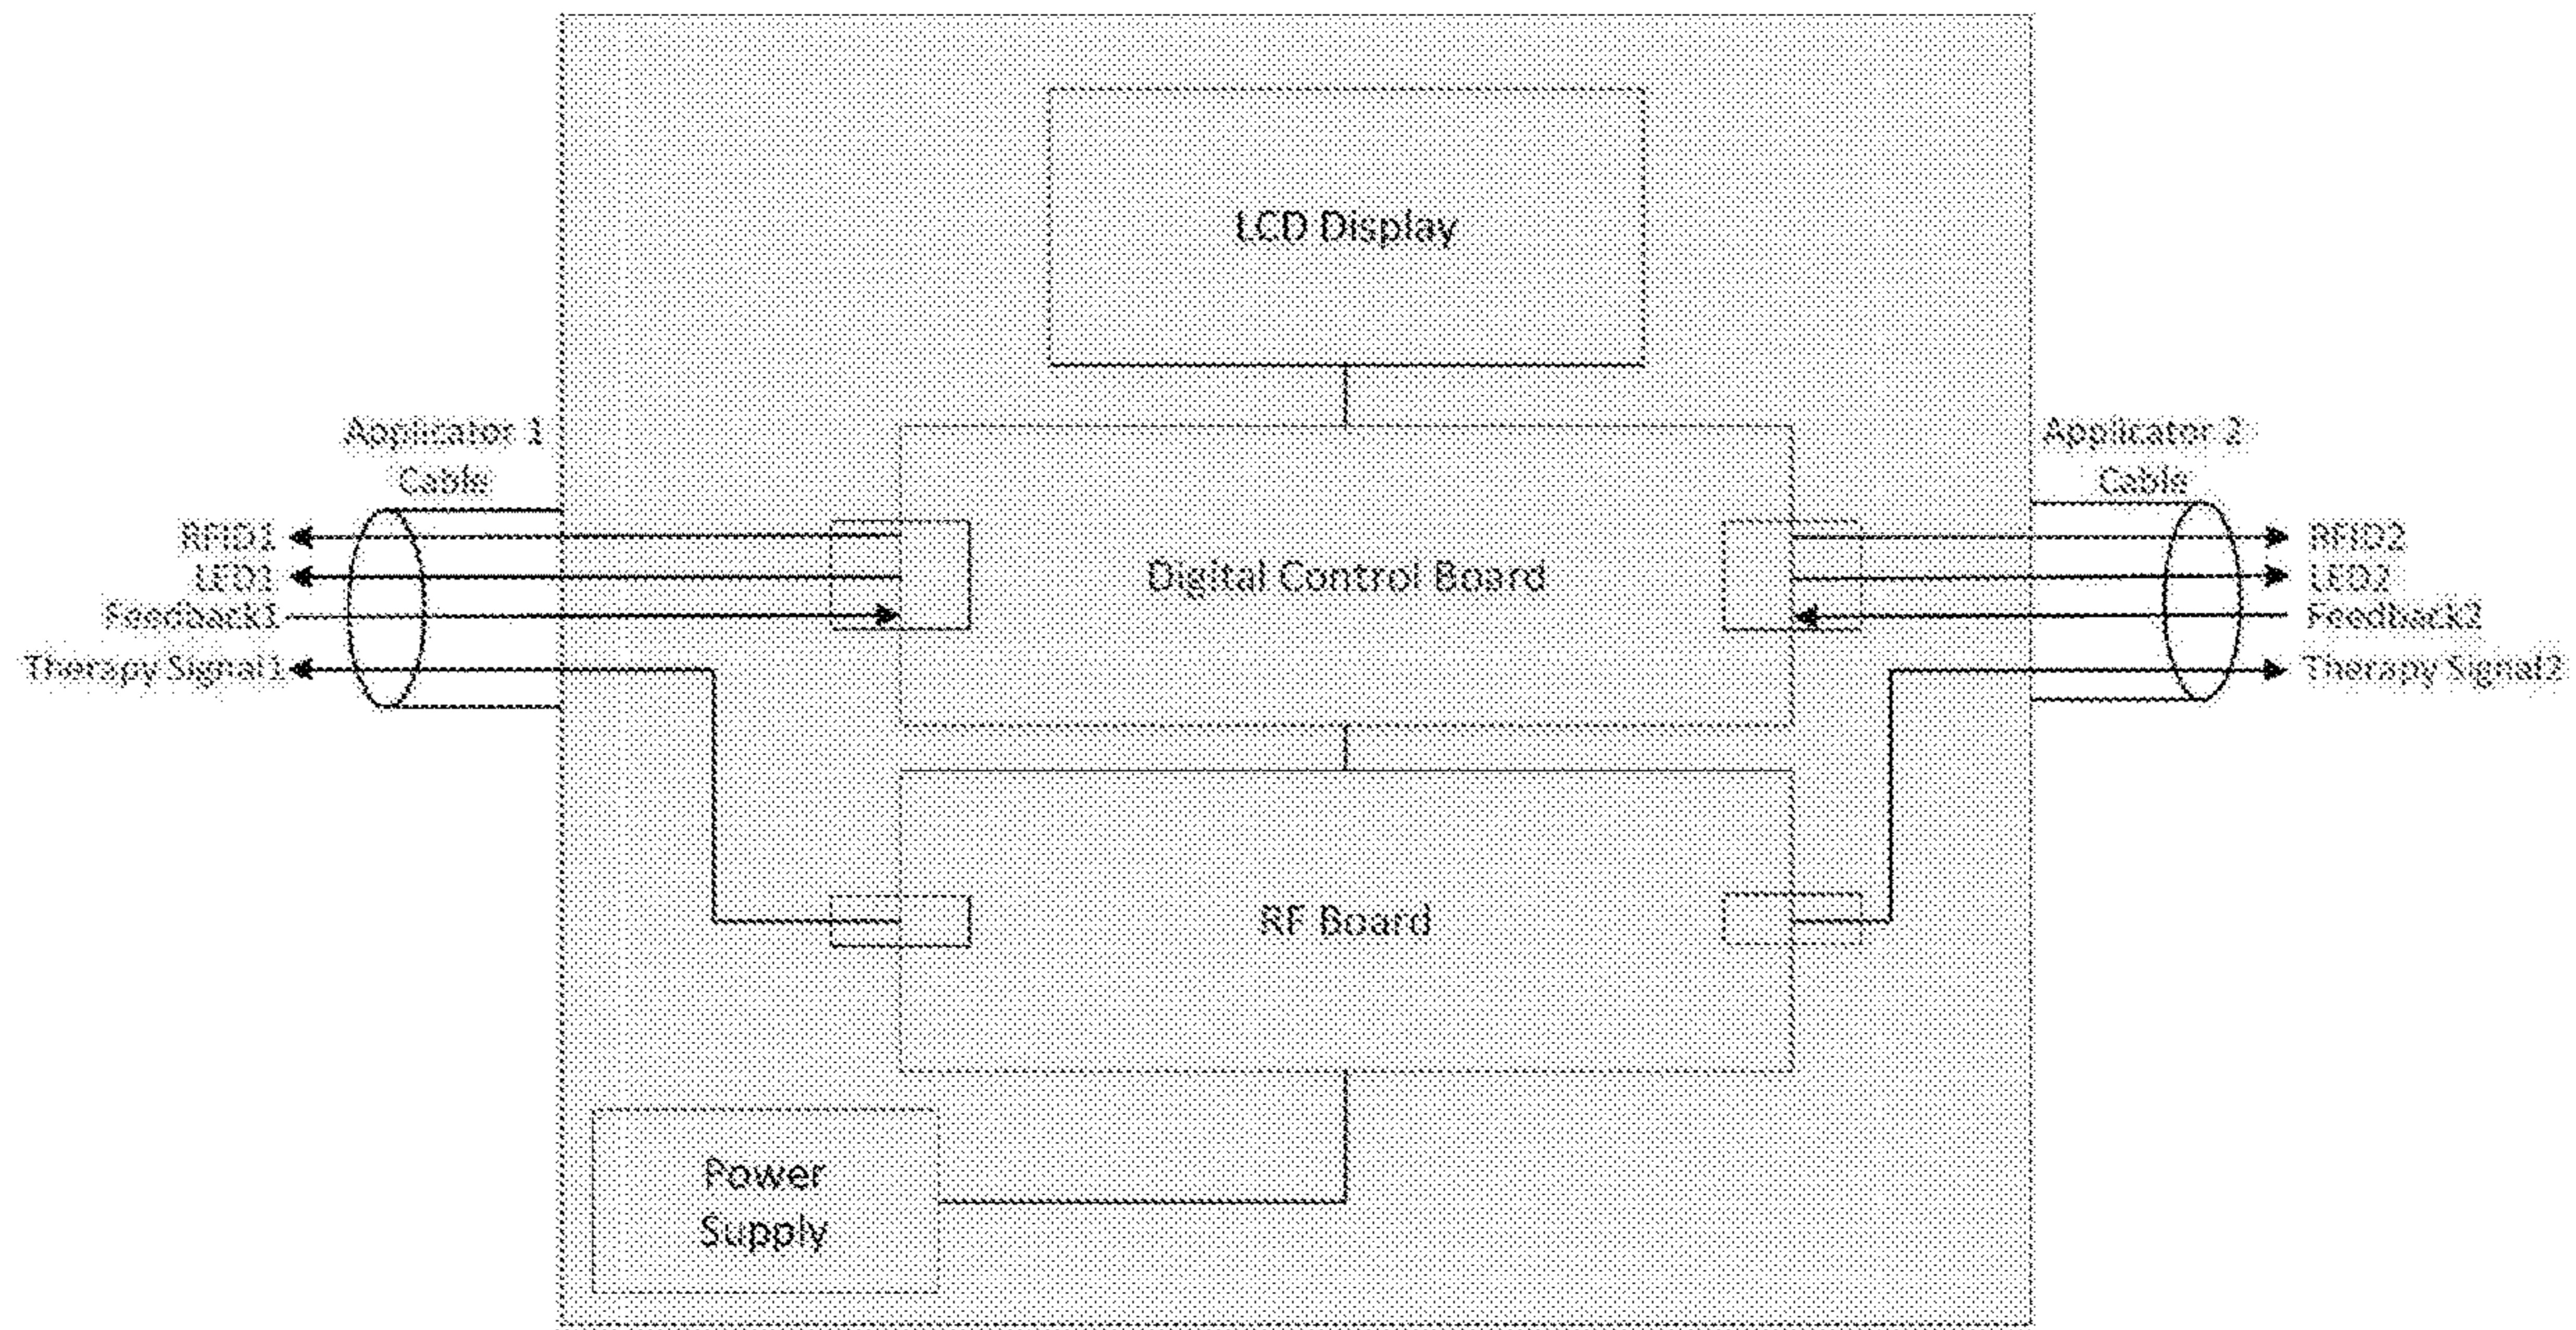 LCD Display
Applicator 1
Cable
Applicator 2
Cable
RFID1
LED1
Feedback1
Therapy Signal1
Digital Control Board
RFID2
LED2
Feedback2
Therapy Signal2
RF Board
Power
Supply